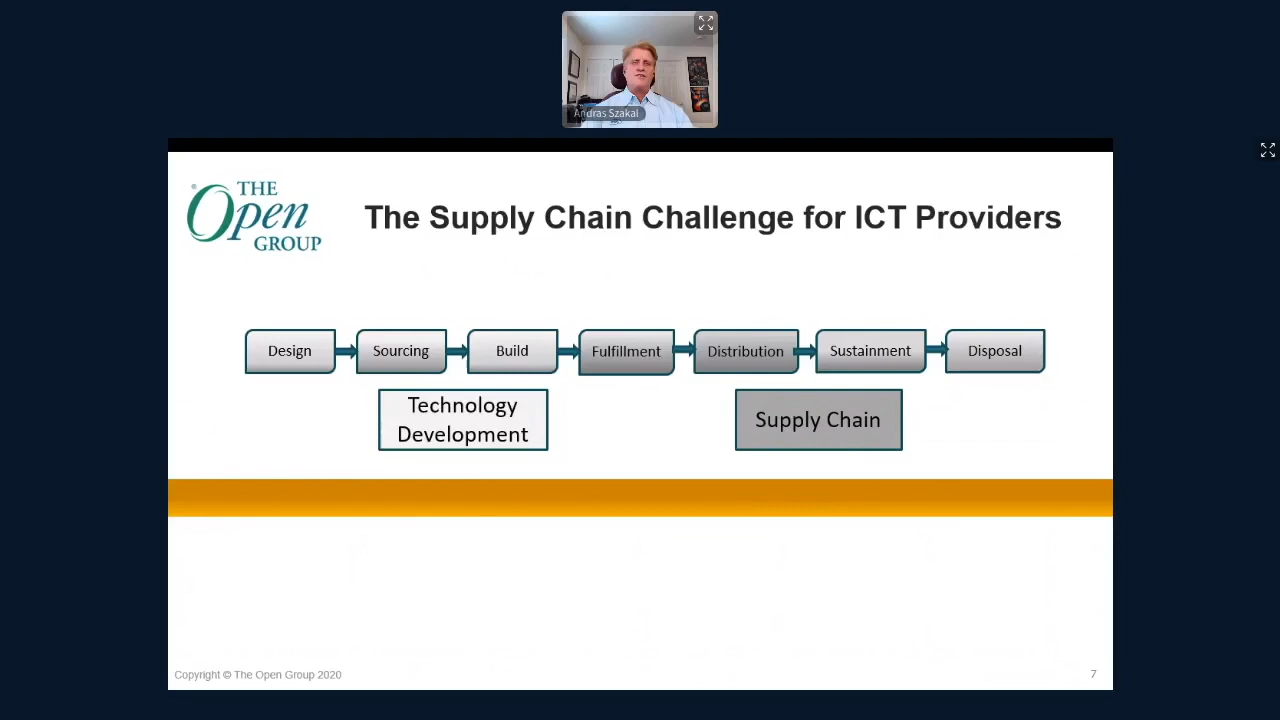 Andras Szakal
THE
Open
GROUP
The Supply Chain Challenge for ICT Providers
Design
Sourcing
Build
Fulfillment
Distribution
Sustainment
Disposal
Technology
Development
Supply Chain
Copyright © The Open Group 2020
7